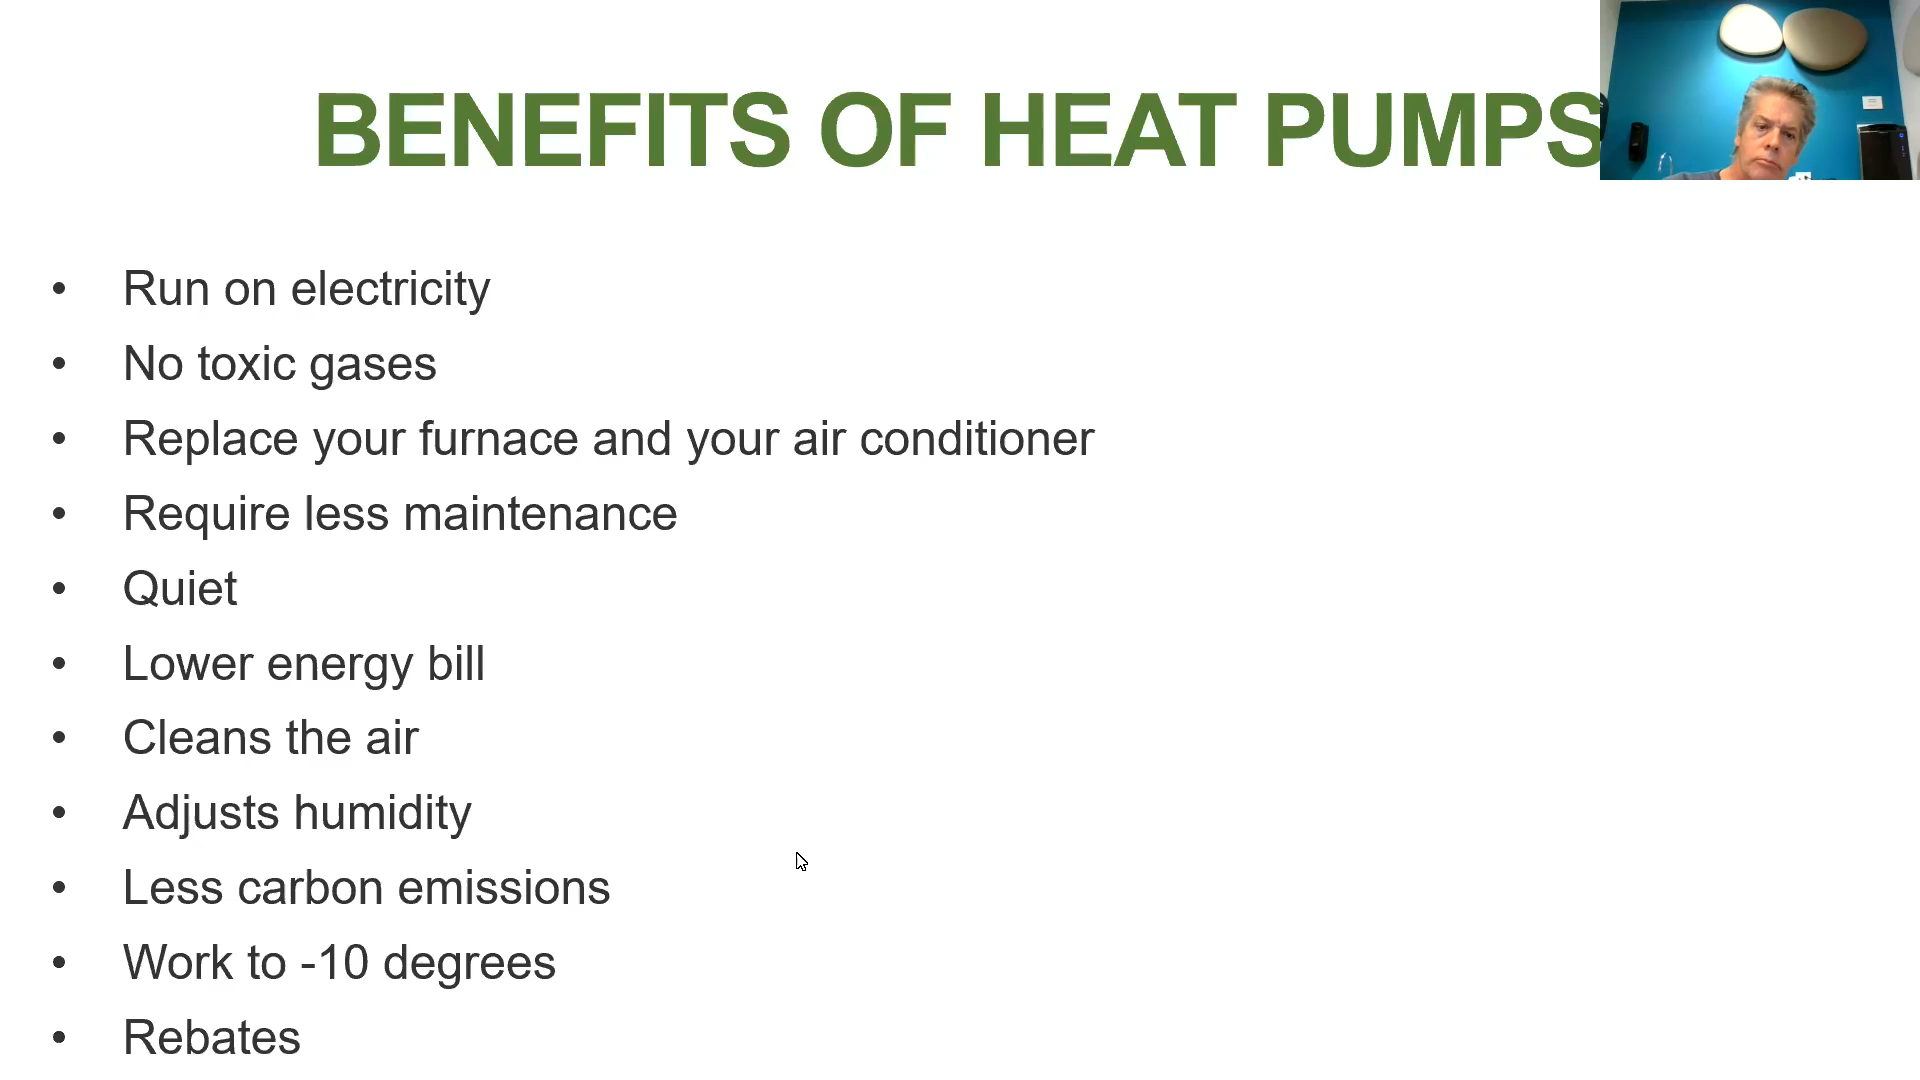 BENEFITS OF HEAT PUMPS
• Run on electricity
• No toxic gases
• Replace your furnace and your air conditioner
• Require less maintenance
• Quiet
• Lower energy bill
• Cleans the air
• Adjusts humidity
• Less carbon emissions
• Work to -10 degrees
• Rebates